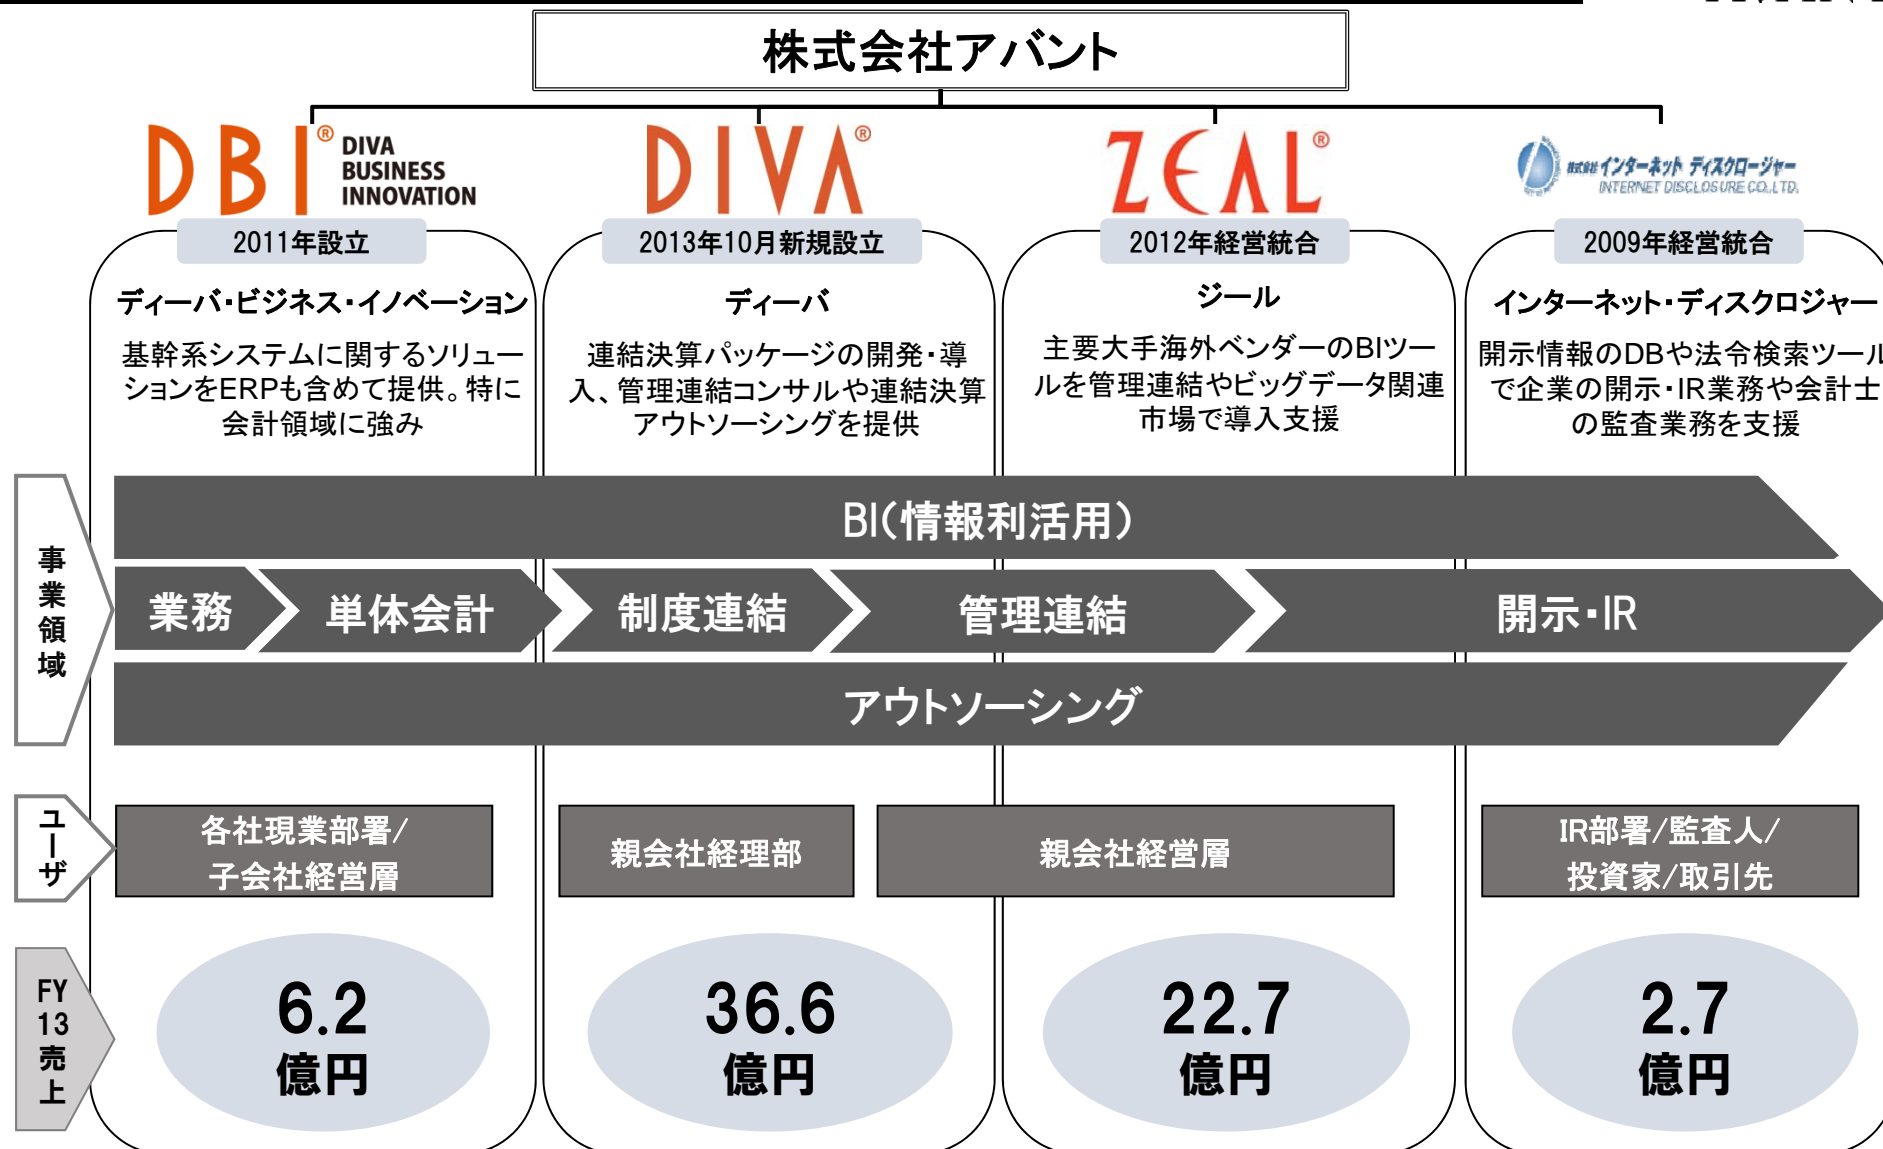 株式会社アバント
DBI® DIVA
BUSINESS
INNOVATION
2011年設立
ディーバ・ビジネス・イノベーション
基幹系システムに関するソリュー
ションをERPも含めて提供。特に
会計領域に強み
DIVA®
2013年10月新規設立
ディーバ
連結決算パッケージの開発・導
入、管理連結コンサルや連結決算
アウトソーシングを提供
ZEAL®
2012年経営統合
ジール
主要大手海外ベンダーのBIツー
ルを管理連結やビッグデータ関連
市場で導入支援
株式会社 インターネット ディスクロージャー
INTERNET DISCLOSURE CO.,LTD.
2009年経営統合
インターネット・ディスクロジャー
開示情報のDBや法令検索ツール
で企業の開示・IR業務や会計士
の監査業務を支援
事業領域
BI(情報利活用)
業務
単体会計
制度連結
管理連結
開示・IR
アウトソーシング
ユーザ
各社現業部署/
子会社経営層
親会社経理部
親会社経営層
IR部署/監査人/
投資家/取引先
FY
13
売
上
6.2
億円
36.6
億円
22.7
億円
2.7
億円